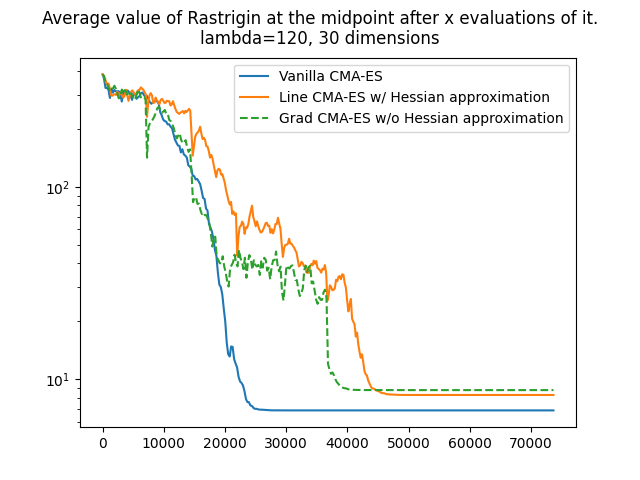 Average value of Rastrigin at the midpoint after x evaluations of it.
lambda=120, 30 dimensions
Vanilla CMA-ES
Line CMA-ES w/ Hessian approximation
Grad CMA-ES w/o Hessian approximation
10²
10¹
0 10000 20000 30000 40000 50000 60000 70000